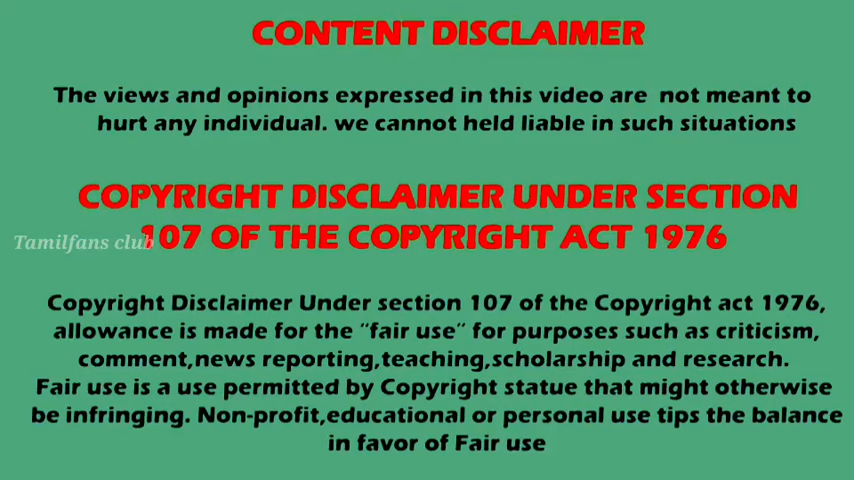 CONTENT DISCLAIMER
The views and opinions expressed in this video are not meant to
hurt any individual. we cannot held liable in such situations
COPYRIGHT DISCLAIMER UNDER SECTION
107 OF THE COPYRIGHT ACT 1976
Tamilfans club
Copyright Disclaimer Under section 107 of the Copyright act 1976,
allowance is made for the "fair use" for purposes such as criticism,
comment,news reporting,teaching,scholarship and research.
Fair use is a use permitted by Copyright statue that might otherwise
be infringing. Non-profit,educational or personal use tips the balance
in favor of Fair use